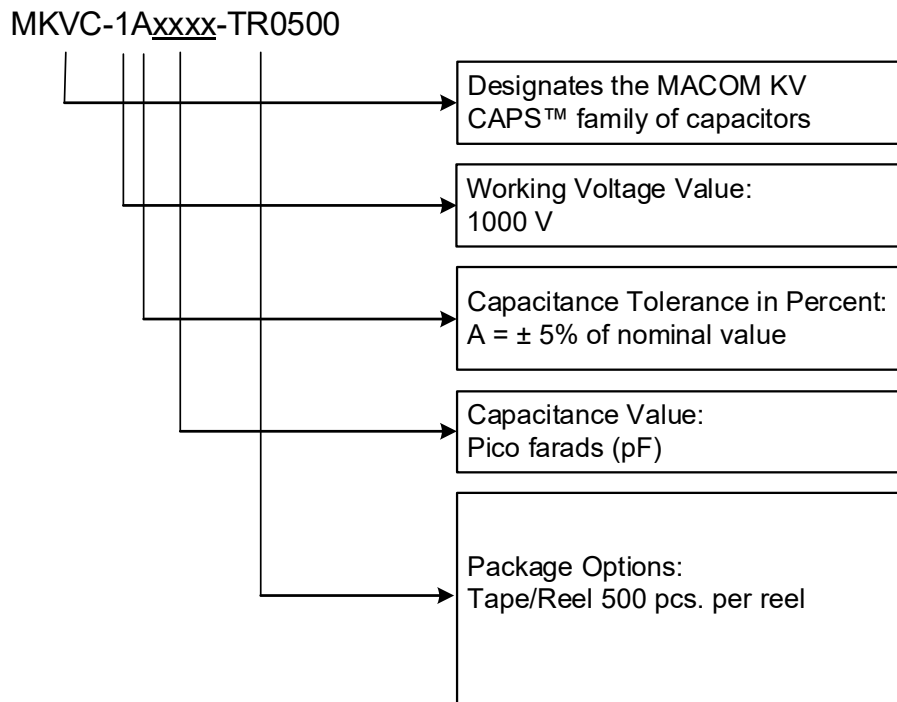 MKVC-1Axxxx-TR0500
Designates the MACOM KV
CAPS™ family of capacitors
Working Voltage Value:
1000 V
Capacitance Tolerance in Percent:
A = ± 5% of nominal value
Capacitance Value:
Pico farads (pF)
Package Options:
Tape/Reel 500 pcs. per reel